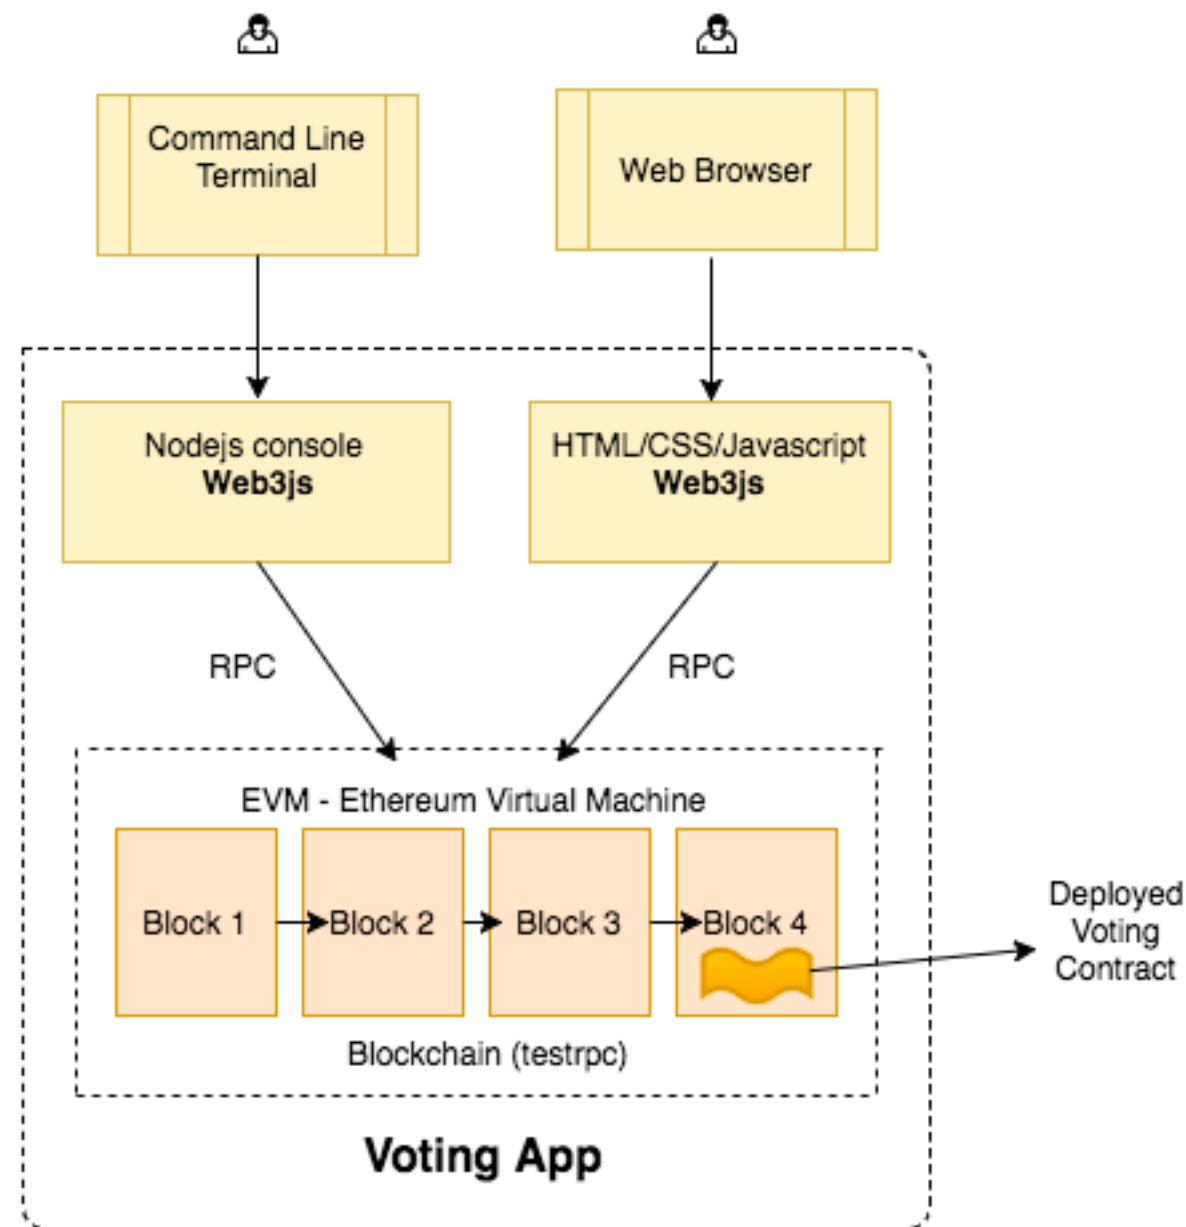 Command Line
Terminal
Web Browser
Nodejs console
Web3js
HTML/CSS/Javascript
Web3js
RPC
RPC
EVM - Ethereum Virtual Machine
Block 1
Block 2
Block 3
Block 4
Deployed
Voting
Contract
Blockchain (testrpc)
Voting App